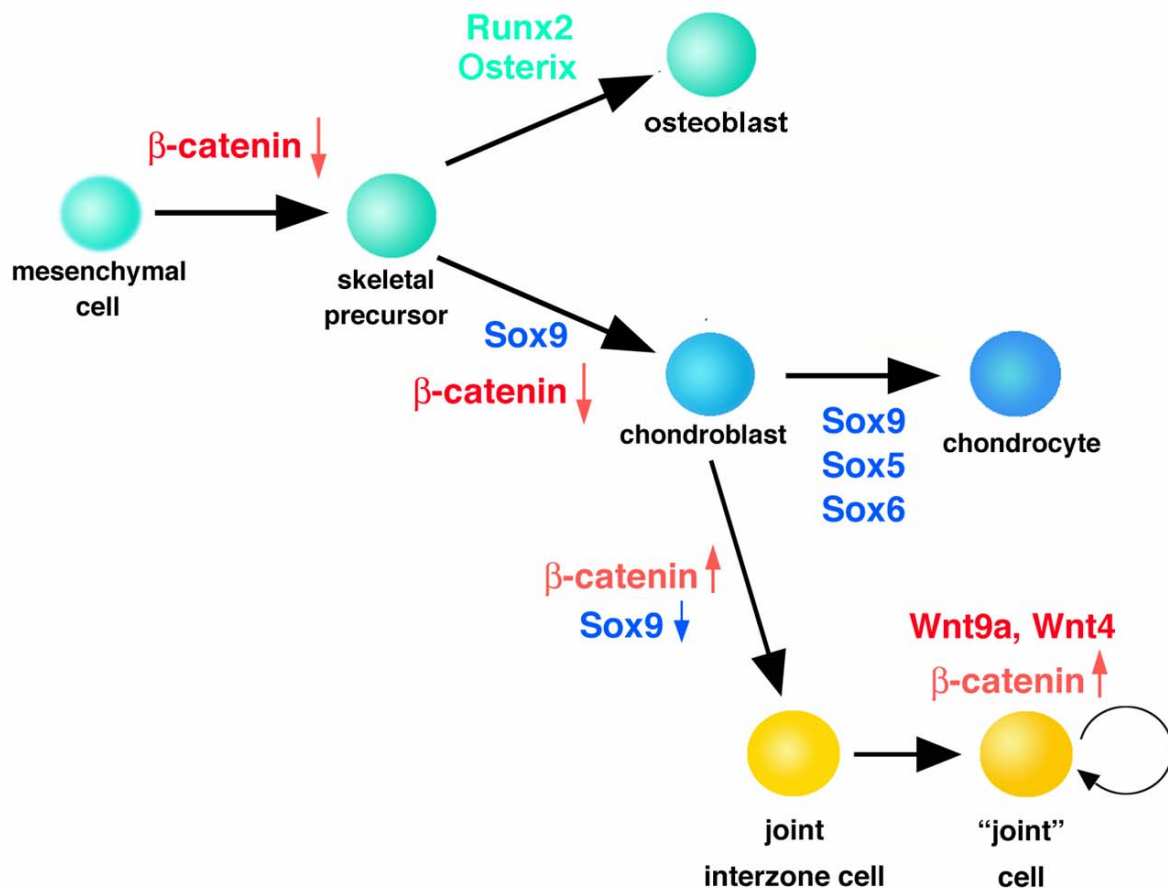 Runx2
Osterix
osteoblast
β-catenin
mesenchymal
cell
skeletal
precursor
Sox9
β-catenin
chondroblast
Sox9
Sox5
Sox6
chondrocyte
β-catenin
Sox9
Wnt9a, Wnt4
β-catenin
joint
interzone cell
“joint”
cell